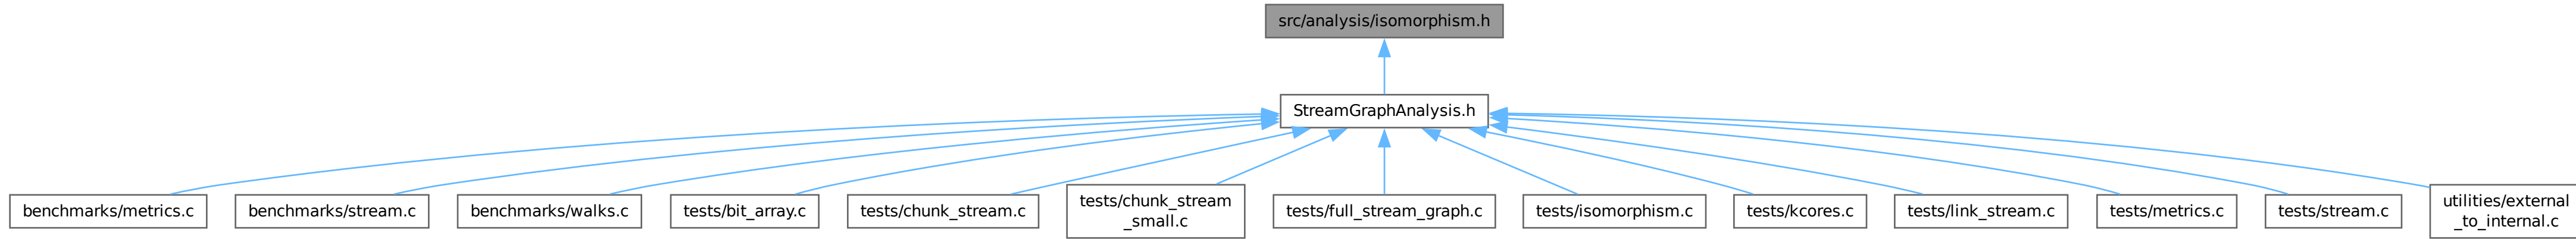 src/analysis/isomorphism.h
StreamGraphAnalysis.h
benchmarks/metrics.c
benchmarks/stream.c
benchmarks/walks.c
tests/bit_array.c
tests/chunk_stream.c
tests/chunk_stream
_small.c
tests/full_stream_graph.c
tests/isomorphism.c
tests/kcores.c
tests/link_stream.c
tests/metrics.c
tests/stream.c
utilities/external
_to_internal.c